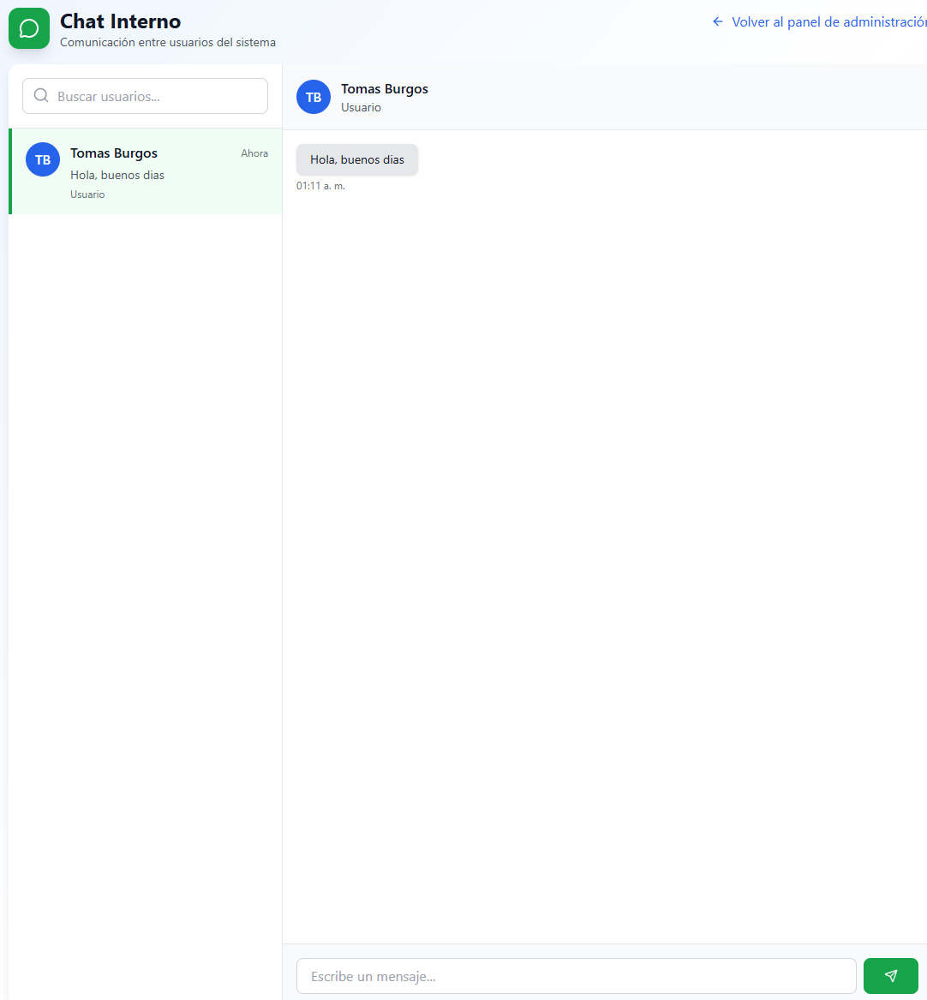 Chat Interno
Comunicación entre usuarios del sistema
Volver al panel de administración
Buscar usuarios...
TB
Tomas Burgos
Ahora
Hola, buenos dias
Usuario
TB
Tomas Burgos
Usuario
Hola, buenos dias
01:11 a. m.
Escribe un mensaje...